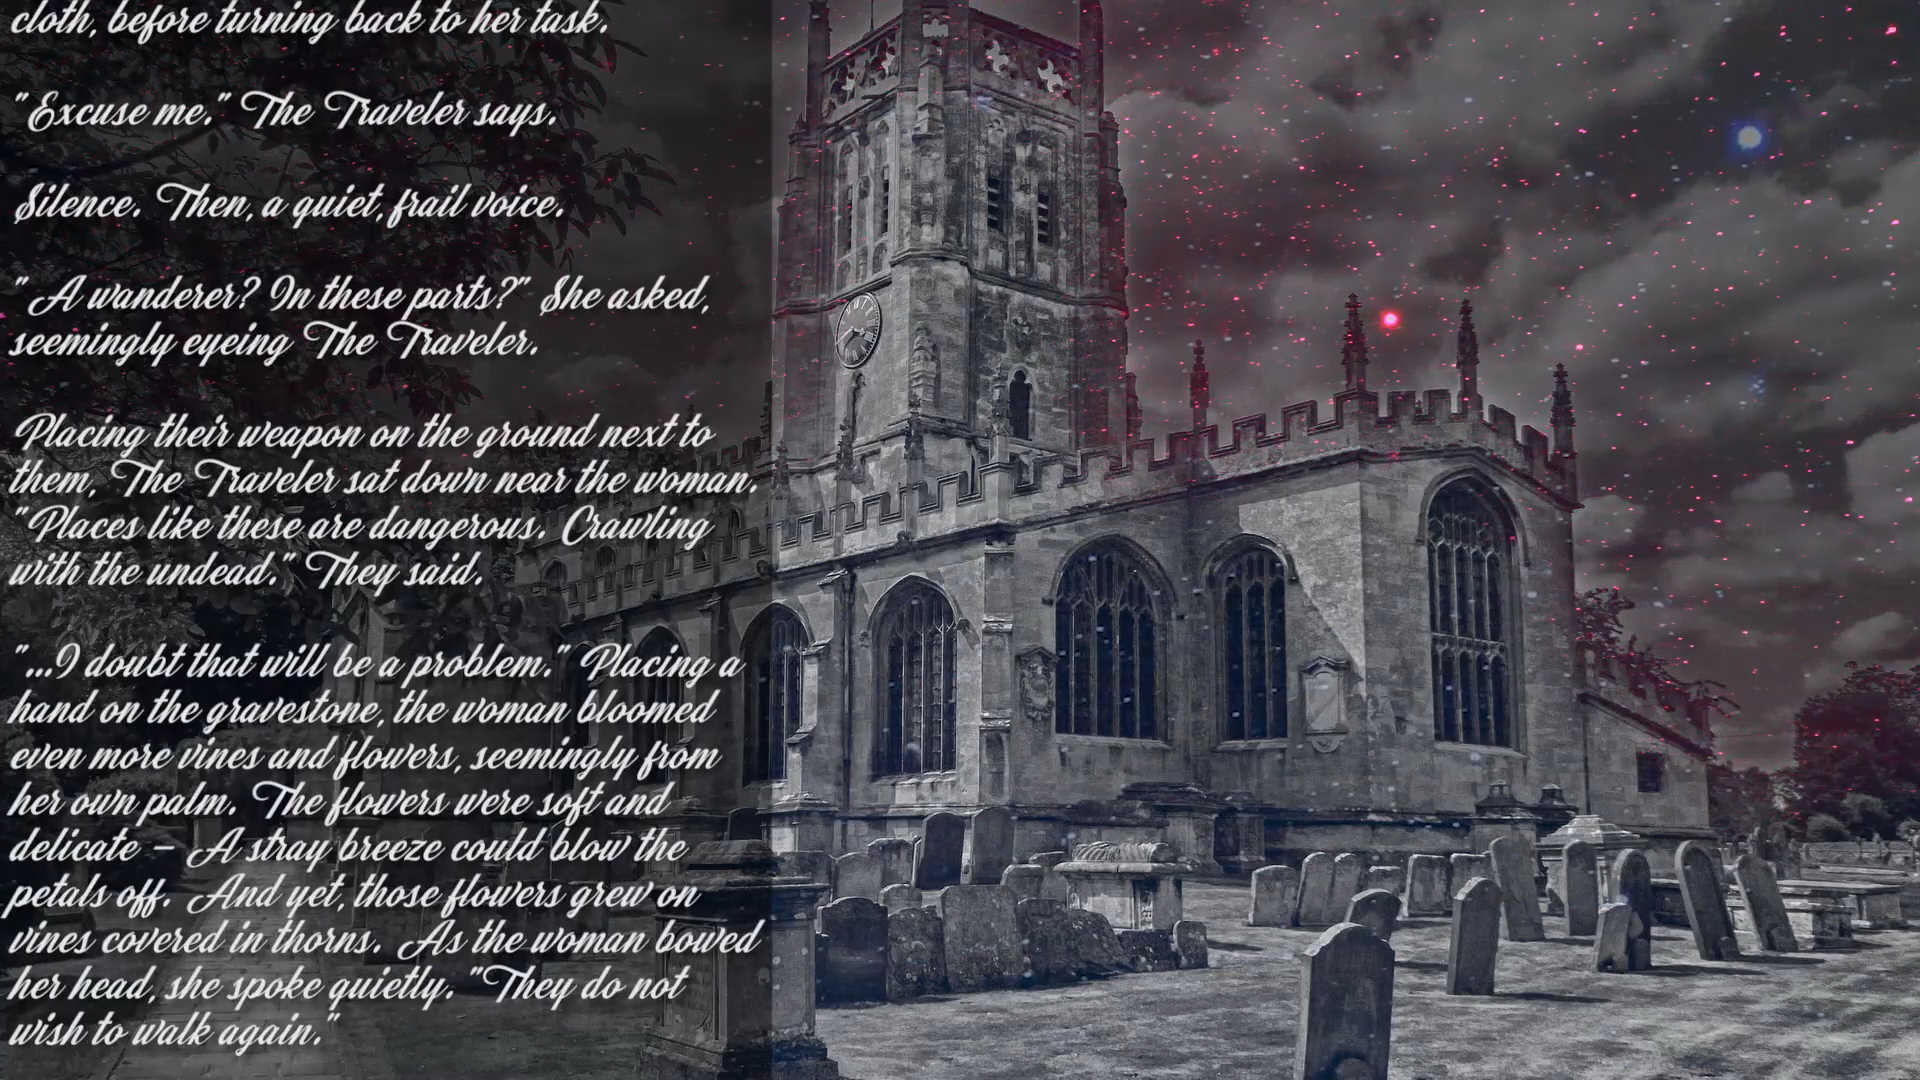 cloth, before turning back to her task.
"Excuse me." The Traveler says.
Silence. Then, a quiet, frail voice.
"A wanderer? In these parts?" She asked,
seemingly eyeing The Traveler.
Placing their weapon on the ground next to
them, The Traveler sat down near the woman.
"Places like these are dangerous. Crawling
with the undead." They said.
"...I doubt that will be a problem." Placing a
hand on the gravestone, the woman bloomed
even more vines and flowers, seemingly from
her own palm. The flowers were soft and
delicate – A stray breeze could blow the
petals off. And yet, those flowers grew on
vines covered in thorns. As the woman bowed
her head, she spoke quietly. "They do not
wish to walk again."